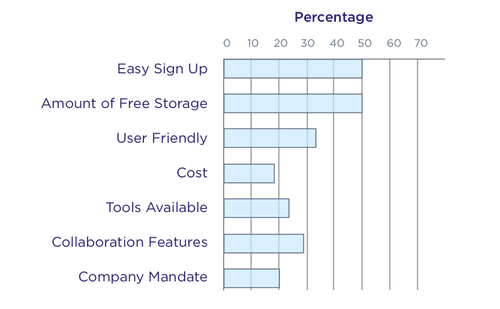 Percentage
0 10 20 30 40 50 60 70
Easy Sign Up
Amount of Free Storage
User Friendly
Cost
Tools Available
Collaboration Features
Company Mandate